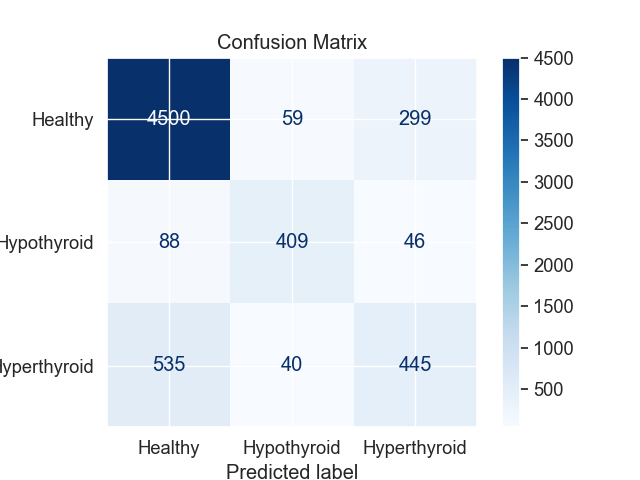 Confusion Matrix
Healthy 4500 59 299
Hypothyroid 88 409 46
Hyperthyroid 535 40 445
Healthy Hypothyroid Hyperthyroid
Predicted label
4500
4000
3500
3000
2500
2000
1500
1000
500